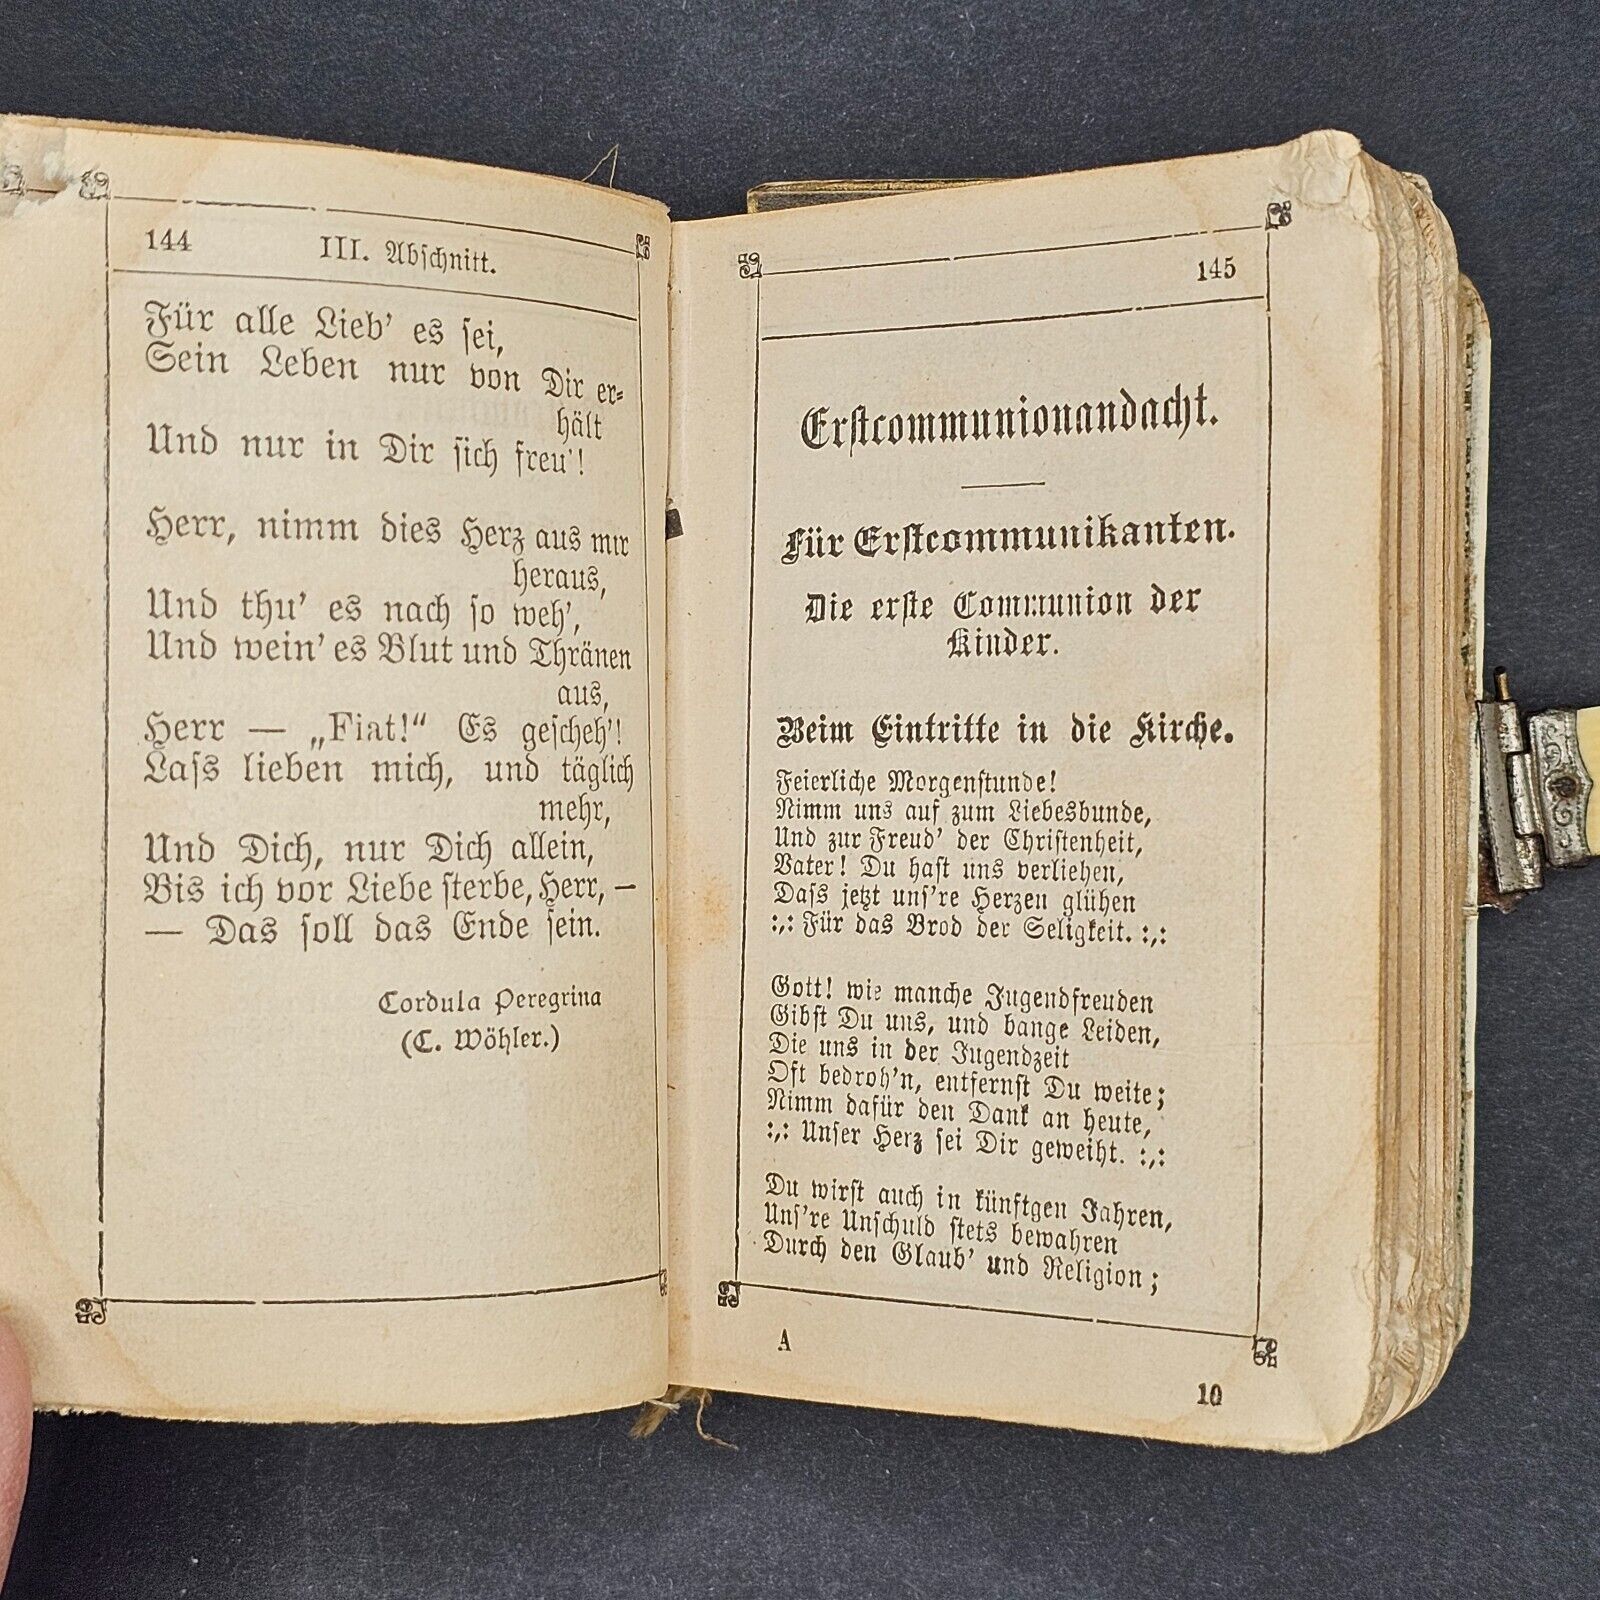 144 III. Abschnitt.
Für alle Lieb' es sei,
Sein Leben nur von Dir er-
hält
Und nur in Dir sich freu'!
Herr, nimm dies Herz aus mir
heraus,
Und thu' es nach so weh',
Und wein' es Blut und Thränen
aus,
Herr — „Fiat!“ Es gescheh'!
Lass lieben mich, und täglich
mehr,
Und Dich, nur Dich allein,
Bis ich vor Liebe sterbe, Herr, —
— Das soll das Ende sein.
Cordula Peregrina
(C. Wöhler.)
145
Erstcommunionandacht.
Für Erstcommunikanten.
Die erste Communion der
Kinder.
Beim Eintritte in die Kirche.
Feierliche Morgenstunde!
Nimm uns auf zum Liebesbunde,
Und zur Freud' der Christenheit,
Vater! Du hast uns verliehen,
Dass jetzt uns're Herzen glühen
:,: Für das Brod der Seligkeit. :,:
Gott! wie manche Jugendfreuden
Gibst Du uns, und bange Leiden,
Die uns in der Jugendzeit
Oft bedroh'n, entfernst Du weite;
Nimm dafür den Dank an heute,
:,: Unser Herz sei Dir geweiht. :,:
Du wirst auch in künftgen Jahren,
Uns're Unschuld stets bewahren
Durch den Glaub' und Religion;
A
10